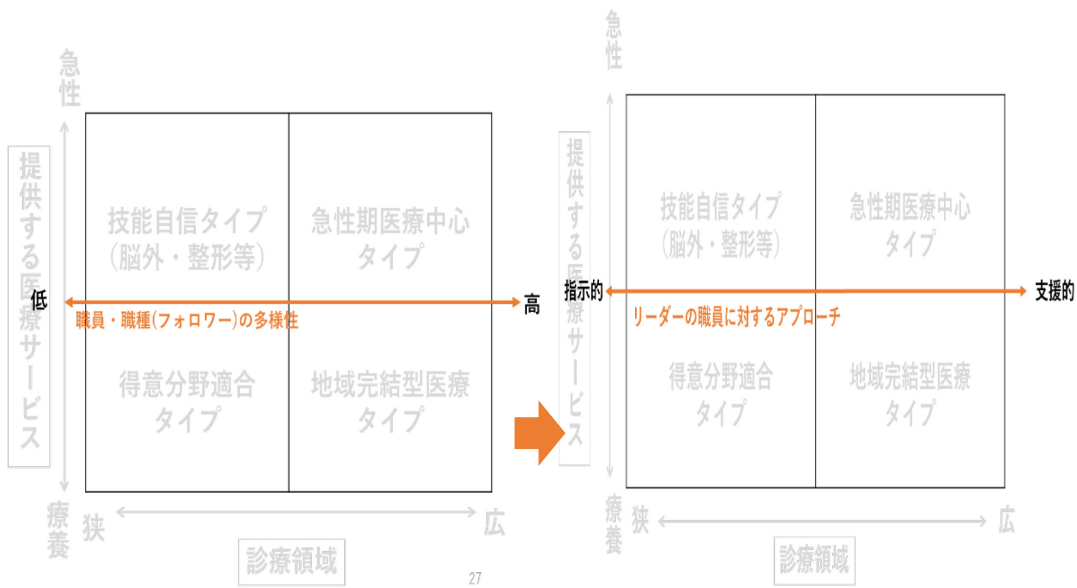 急性
提供する医療サービス
療養
技能自信タイプ
(脳外・整形等)
急性期医療中心
タイプ
低
高
職員・職種(フォロワー)の多様性
得意分野適合
タイプ
地域完結型医療
タイプ
狭
広
診療領域
27
急性
提供する医療サービス
療養
技能自信タイプ
(脳外・整形等)
急性期医療中心
タイプ
指示的
支援的
リーダーの職員に対するアプローチ
得意分野適合
タイプ
地域完結型医療
タイプ
狭
広
診療領域